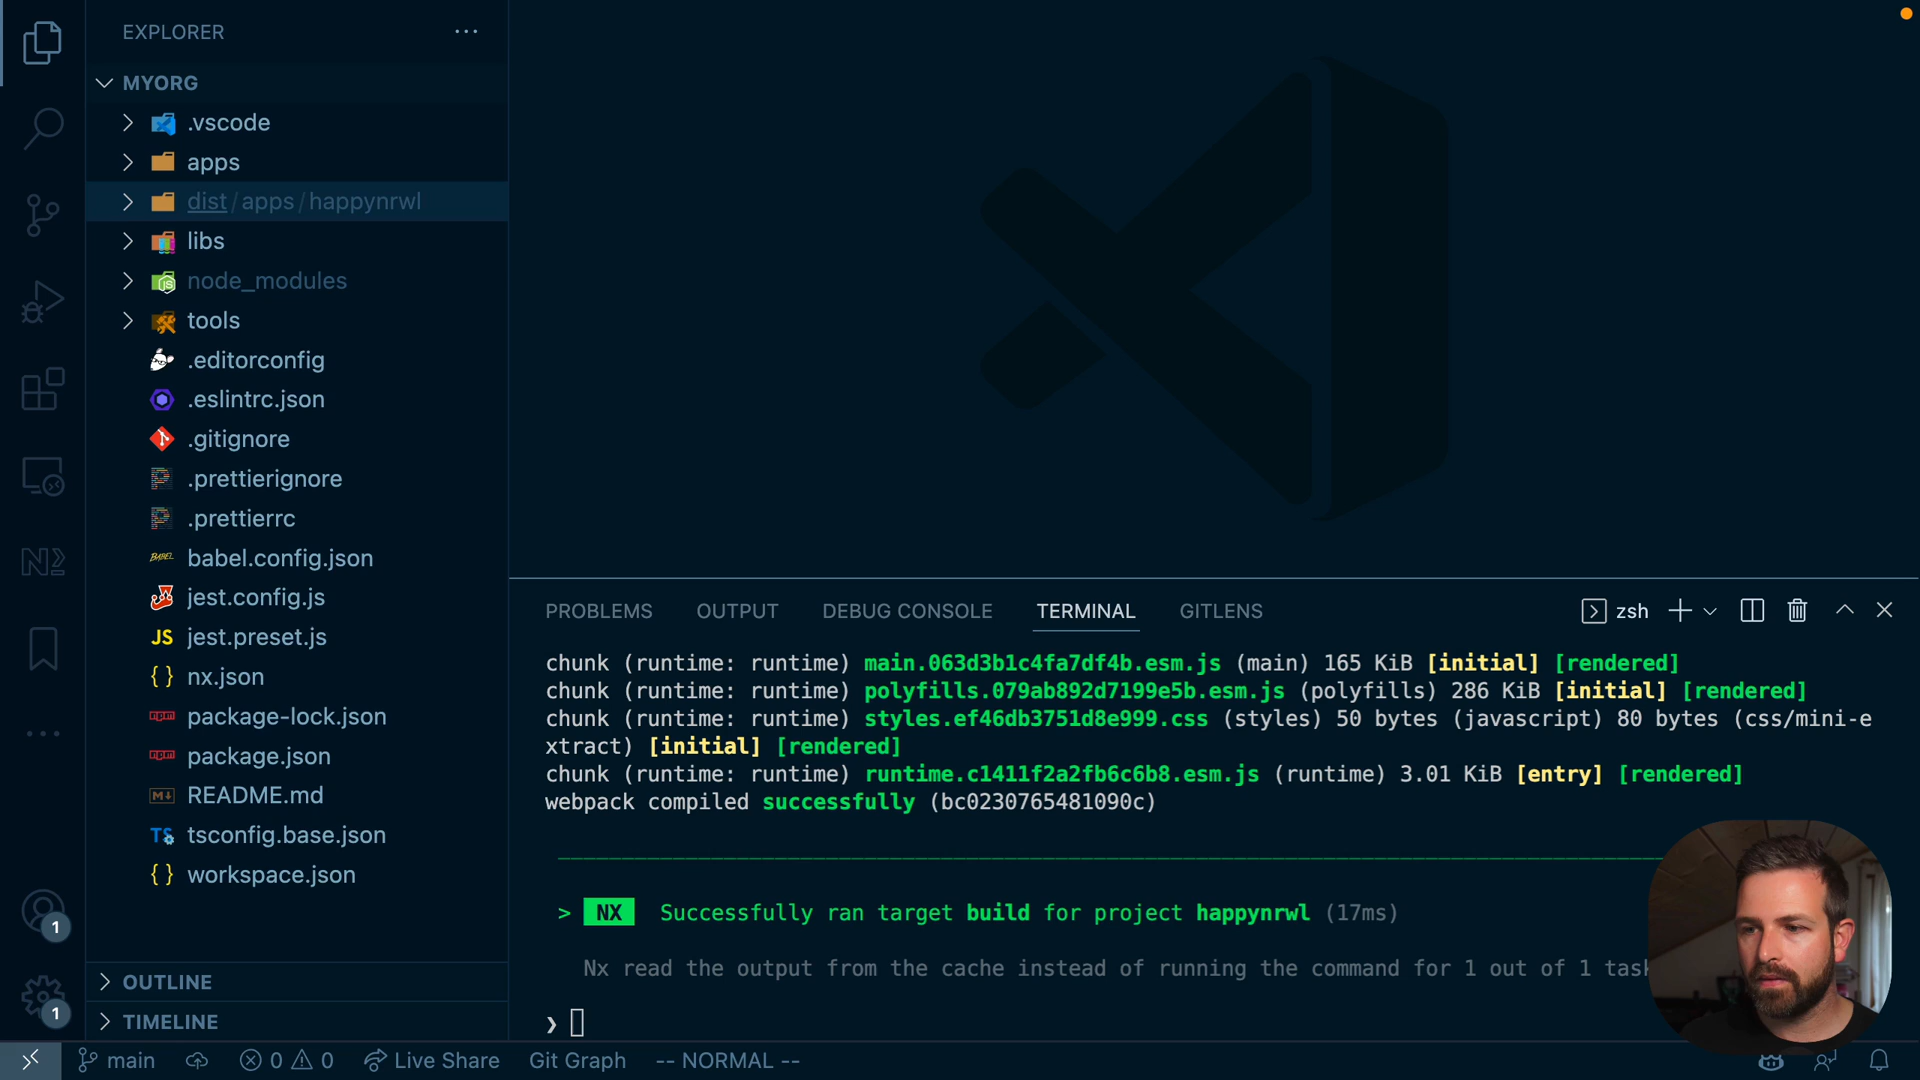 EXPLORER
MYORG
.vscode
apps
dist/apps/happynrwl
libs
node_modules
tools
.editorconfig
.eslintrc.json
.gitignore
.prettierignore
.prettierrc
babel.config.json
jest.config.js
JS jest.preset.js
{ } nx.json
package-lock.json
package.json
README.md
TS tsconfig.base.json
{ } workspace.json
OUTLINE
TIMELINE
1
1
PROBLEMS OUTPUT DEBUG CONSOLE TERMINAL GITLENS
zsh
chunk (runtime: runtime) main.063d3b1c4fa7df4b.esm.js (main) 165 KiB [initial] [rendered]
chunk (runtime: runtime) polyfills.079ab892d7199e5b.esm.js (polyfills) 286 KiB [initial] [rendered]
chunk (runtime: runtime) styles.ef46db3751d8e999.css (styles) 50 bytes (javascript) 80 bytes (css/mini-e
xtract) [initial] [rendered]
chunk (runtime: runtime) runtime.c1411f2a2fb6c6b8.esm.js (runtime) 3.01 KiB [entry] [rendered]
webpack compiled successfully (bc0230765481090c)
> NX Successfully ran target build for project happynrwl (17ms)
Nx read the output from the cache instead of running the command for 1 out of 1 task
❯
main 0 0 Live Share Git Graph -- NORMAL --